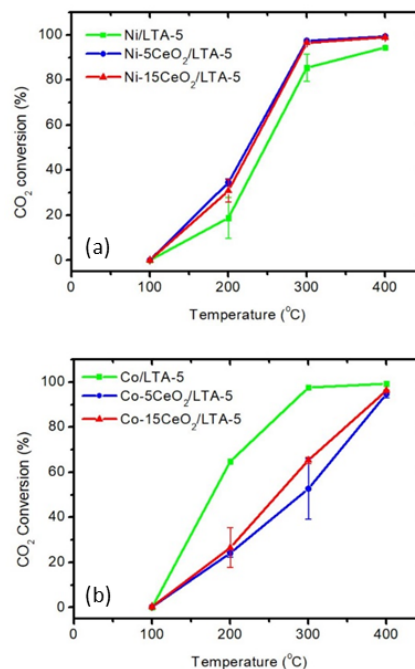 100
80
60
40
20
0
CO₂ conversion (%)
Ni/LTA-5
Ni-5CeO₂/LTA-5
Ni-15CeO₂/LTA-5
(a)
0 100 200 300 400
Temperature (⁰C)
100
80
60
40
20
0
CO₂ Conversion (%)
Co/LTA-5
Co-5CeO₂/LTA-5
Co-15CeO₂/LTA-5
(b)
0 100 200 300 400
Temperature (⁰C)